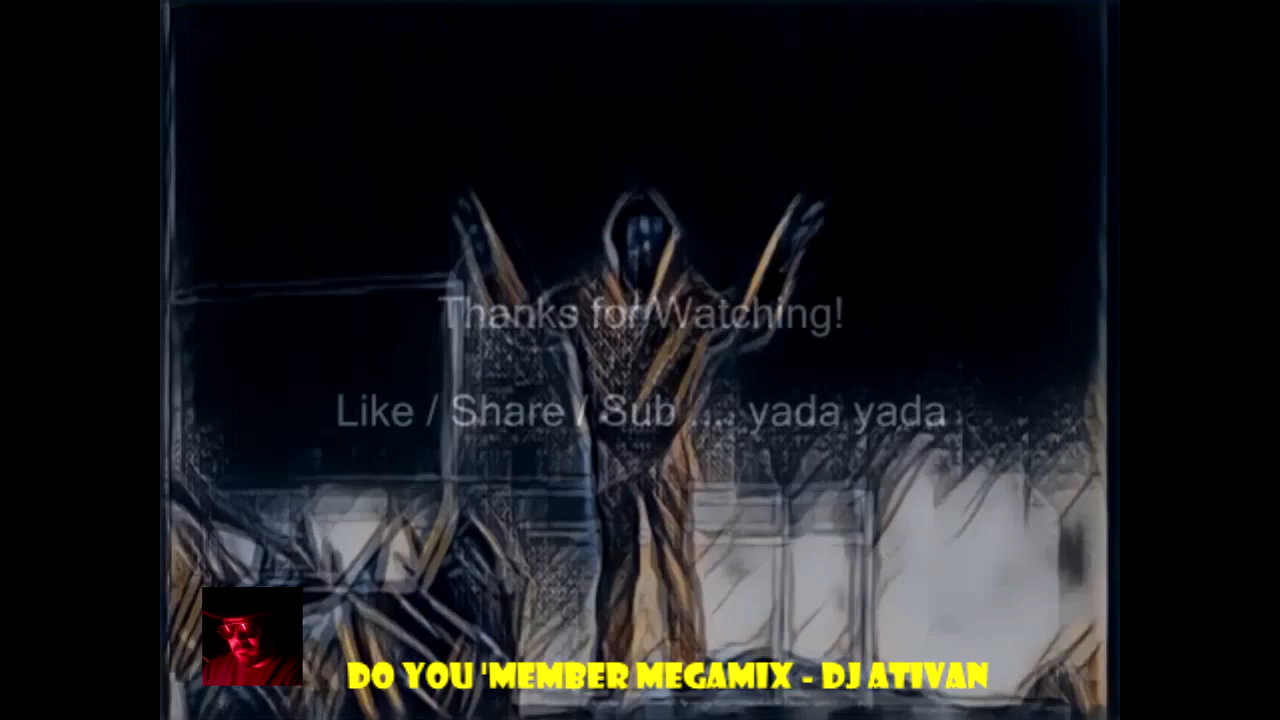 Thanks for Watching!
Like / Share / Sub .... yada yada
DO YOU 'MEMBER MEGAMIX - DJ ATIVAN